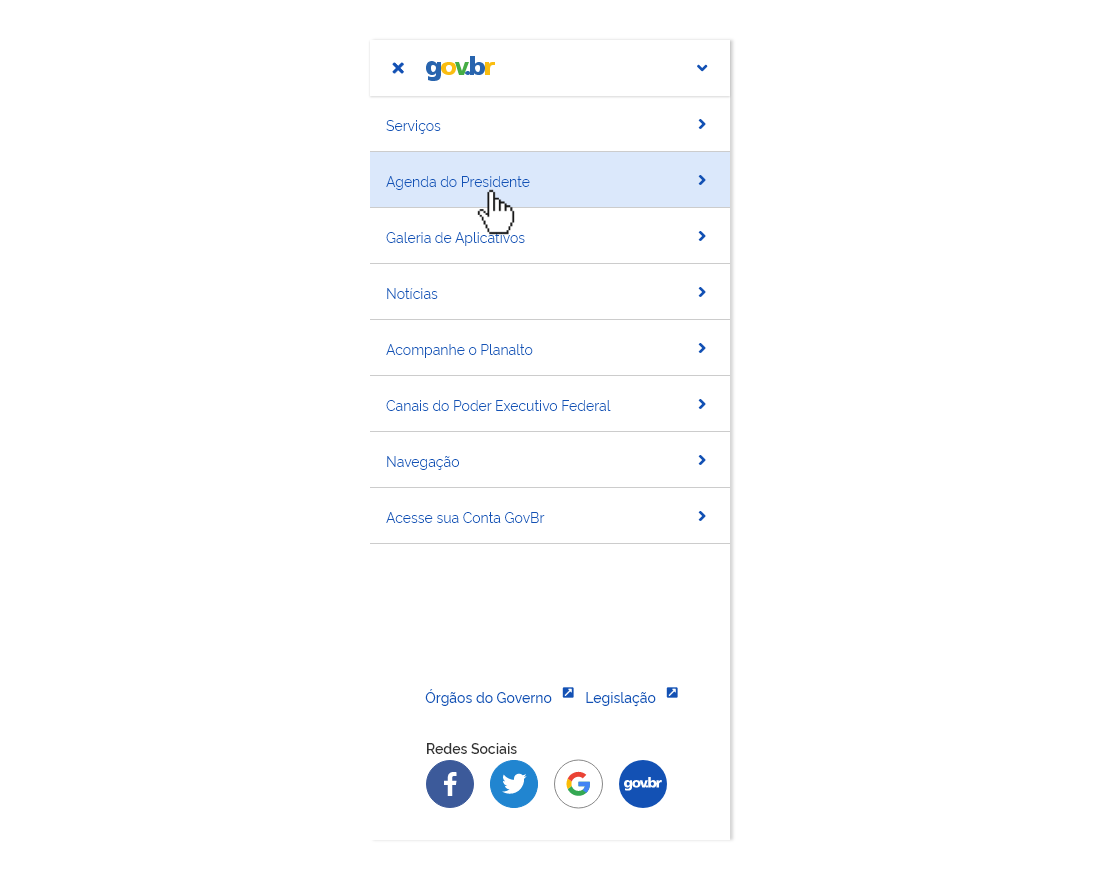 gov.br
Serviços
Agenda do Presidente
Galeria de Aplicativos
Notícias
Acompanhe o Planalto
Canais do Poder Executivo Federal
Navegação
Acesse sua Conta GovBr
Órgãos do Governo Legislação
Redes Sociais
gov.br